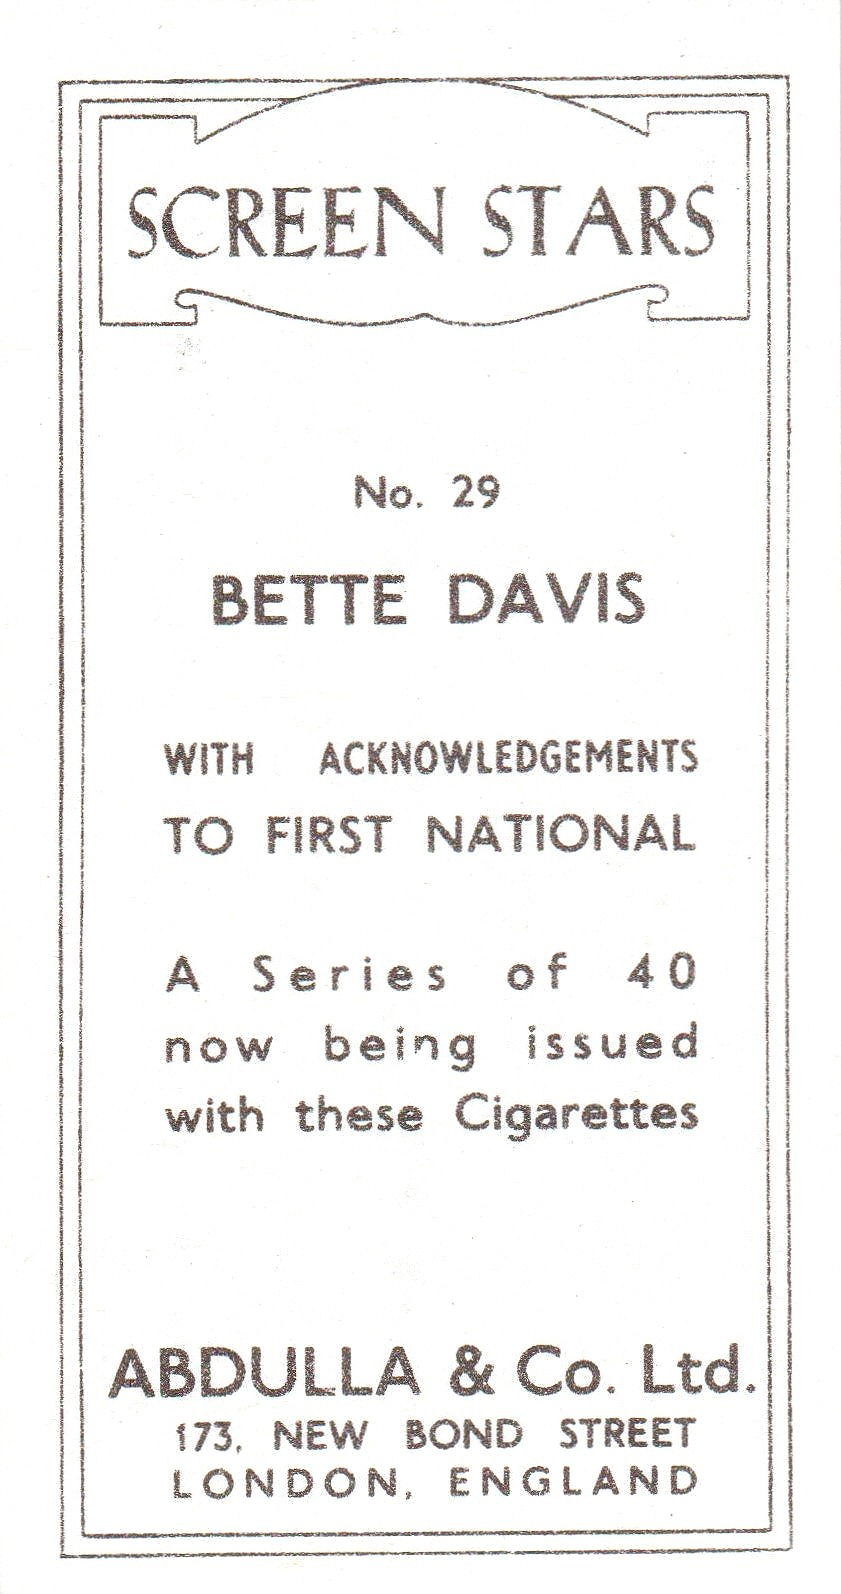 SCREEN STARS
No. 29
BETTE DAVIS
WITH ACKNOWLEDGEMENTS
TO FIRST NATIONAL
A Series of 40
now being issued
with these Cigarettes
ABDULLA & Co. Ltd.
173, NEW BOND STREET
LONDON, ENGLAND